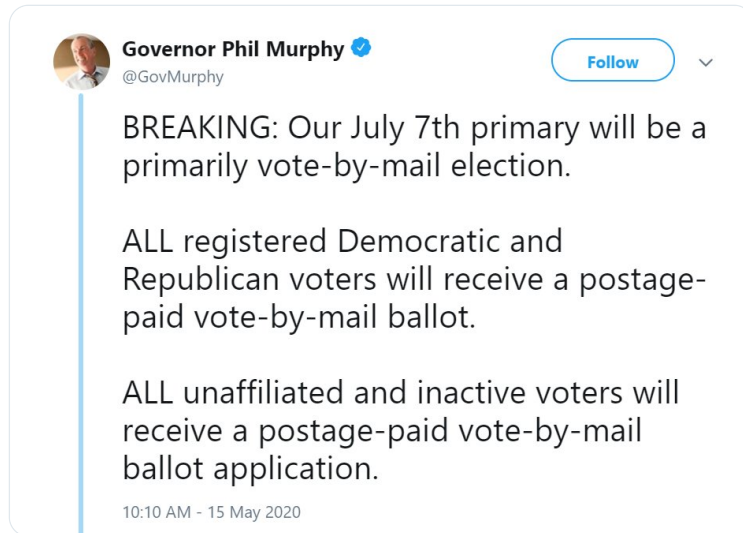 Governor Phil Murphy
@GovMurphy
Follow
BREAKING: Our July 7th primary will be a
primarily vote-by-mail election.
ALL registered Democratic and
Republican voters will receive a postage-
paid vote-by-mail ballot.
ALL unaffiliated and inactive voters will
receive a postage-paid vote-by-mail
ballot application.
10:10 AM - 15 May 2020